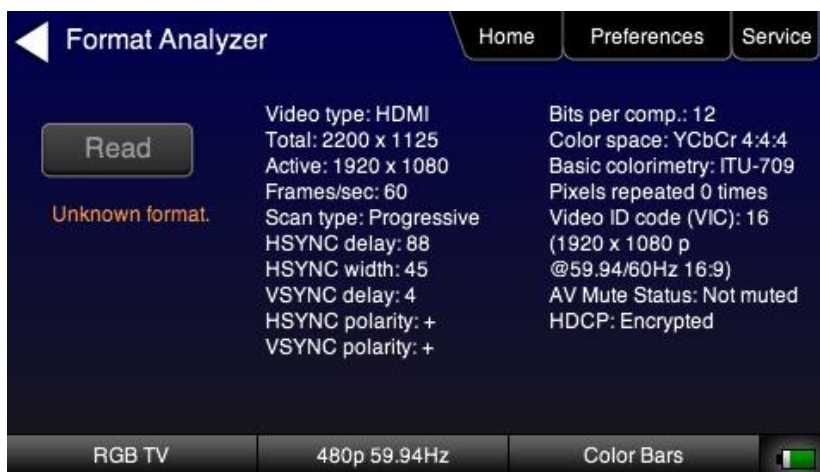 Format Analyzer
Home
Preferences
Service
Read
Unknown format.
Video type: HDMI
Total: 2200 x 1125
Active: 1920 x 1080
Frames/sec: 60
Scan type: Progressive
HSYNC delay: 88
HSYNC width: 45
VSYNC delay: 4
HSYNC polarity: +
VSYNC polarity: +
Bits per comp.: 12
Color space: YCbCr 4:4:4
Basic colorimetry: ITU-709
Pixels repeated 0 times
Video ID code (VIC): 16
(1920 x 1080 p
@59.94/60Hz 16:9)
AV Mute Status: Not muted
HDCP: Encrypted
RGB TV
480p 59.94Hz
Color Bars